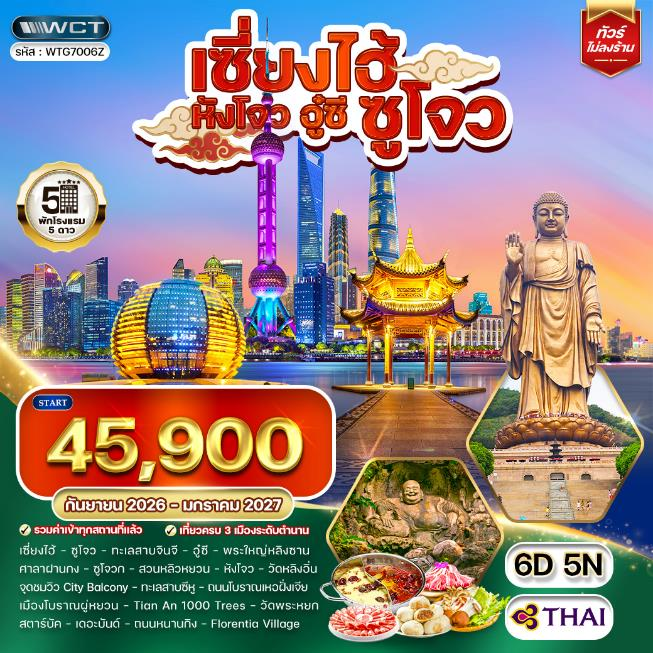 WCT
รหัส : WTG7006Z
ทัวร์
ไม่ลงร้าน
เซี่ยงไฮ้
หังโจว อู๋ซี ซูโจว
5
HOTEL
พักโรงแรม
5 ดาว
START
45,900
กันยายน 2026 - มกราคม 2027
รวมค่าเข้าทุกสถานที่แล้ว
เที่ยวครบ 3 เมืองระดับตำนาน
เซี่ยงไฮ้ - ซูโจว - ทะเลสาบจินจี - อู๋ซี - พระใหญ่หลิงซาน
ศาลาฝานกง - ซูโจวก - สวนหลิวหยวน - หังโจว - วัดหลิงอิ่น
จุดชมวิว City Balcony - ทะเลสาบซีหู - ถนนโบราณเหอฝั่งเจีย
เมืองโบราณผู่หยวน - Tian An 1000 Trees - วัดพระหยก
สตาร์บัค - เดอะบันด์ - ถนนหนานกิง - Florentia Village
6D 5N
THAI